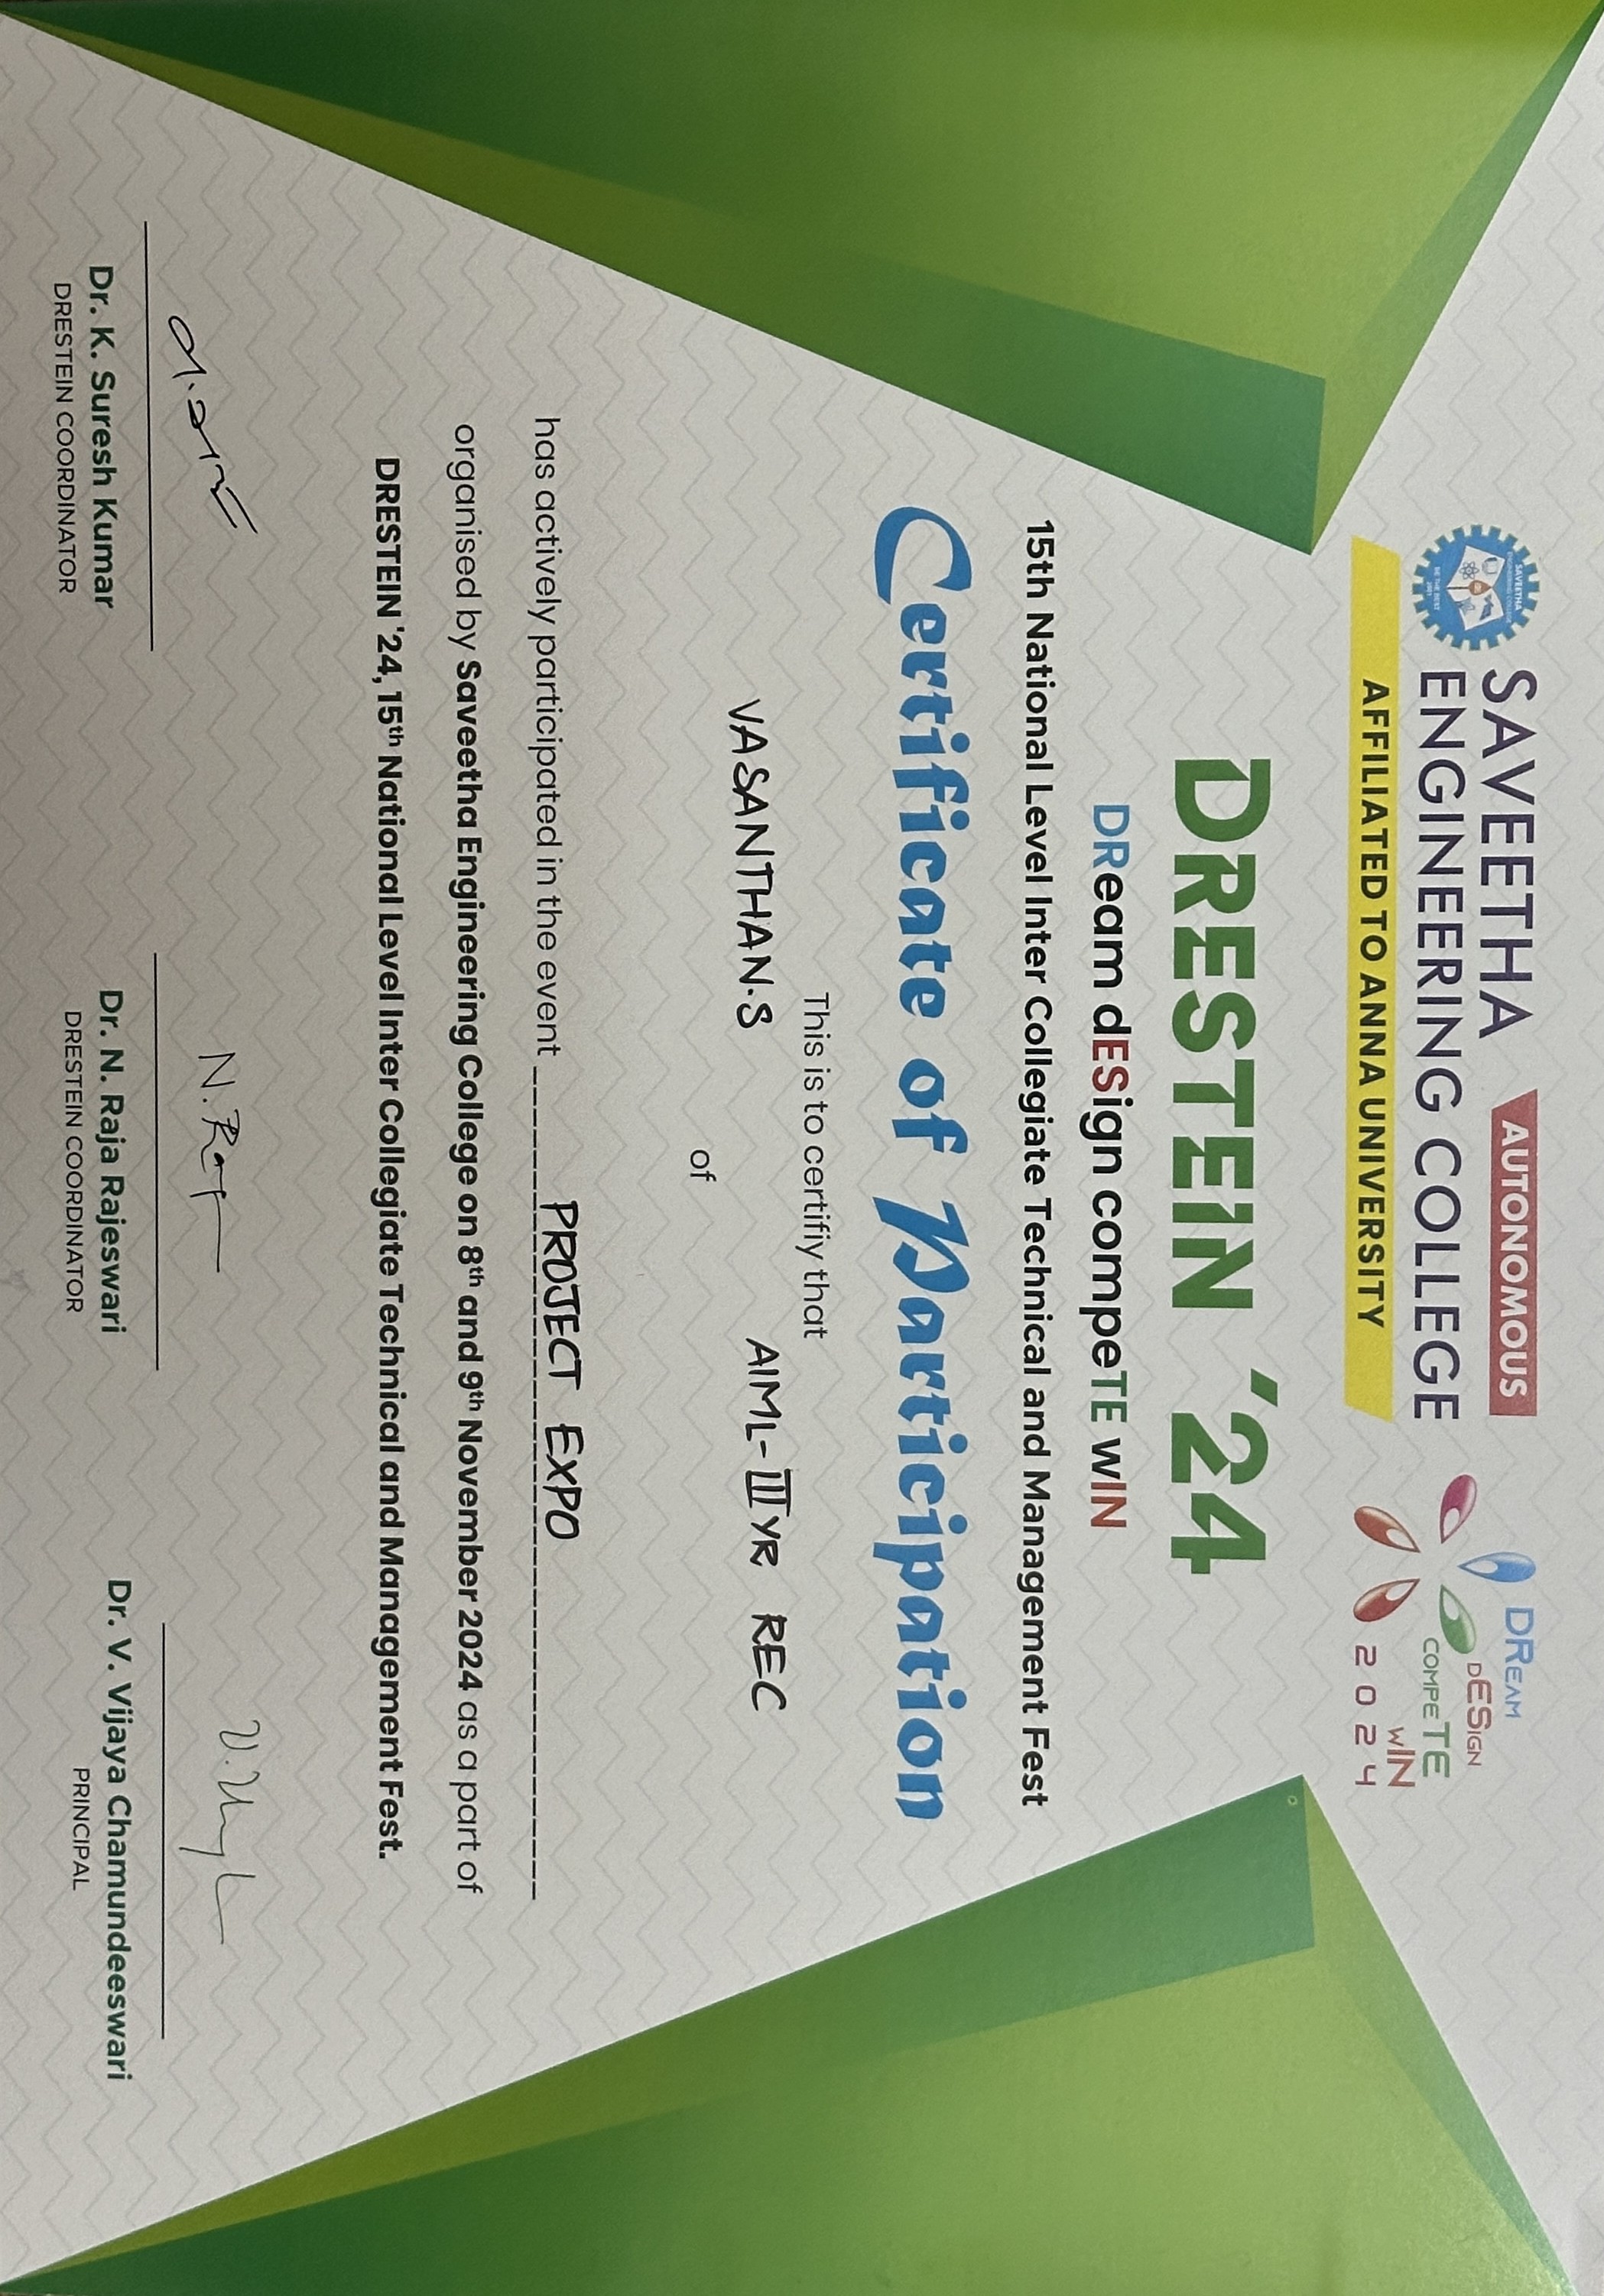 SAVEETHA AUTONOMOUS
ENGINEERING COLLEGE
AFFILIATED TO ANNA UNIVERSITY
DREAM
DESIGN
COMPETE
WIN
2024
DRESTEIN '24
DREam dESign compeTE wIN
15th National Level Inter Collegiate Technical and Management Fest
Certificate of Participation
This is to certifiy that
VASANTHAN.S AIML-III YR REC
of
has actively participated in the event PROJECT EXPO
organised by Saveetha Engineering College on 8th and 9th November 2024 as a part of
DRESTEIN '24, 15th National Level Inter Collegiate Technical and Management Fest.
N. Raja
Dr. K. Suresh Kumar
DRESTEIN COORDINATOR
Dr. N. Raja Rajeswari
DRESTEIN COORDINATOR
Dr. V. Vijaya Chamundeeswari
PRINCIPAL